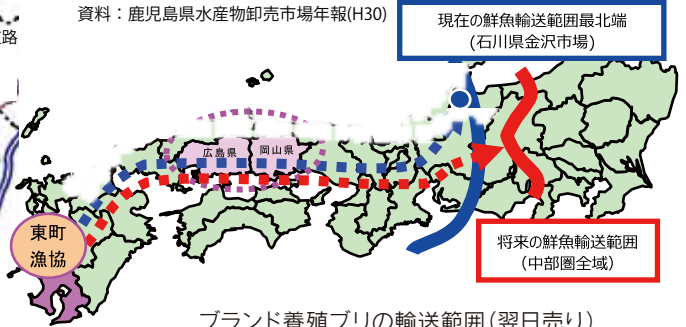 資料：鹿児島県水産物卸売市場年報(H30)
現在の鮮魚輸送範囲最北端
(石川県金沢市場)
路
広島県
岡山県
東町
漁協
将来の鮮魚輸送範囲
（中部圏全域）
ブランド養殖ブリの輸送範囲(翌日売り)